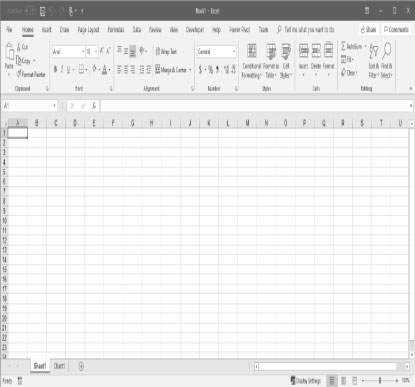 AutoSave Off Book1 - Excel
File Home Insert Draw Page Layout Formulas Data Review View Developer Help Power Pivot Team Tell me what you want to do Share Comments
Cut Arial 10 A A Wrap Text General AutoSum
Paste Copy Fill
Format Painter B I U Merge & Center $ % Conditional Format as Cell Insert Delete Format Clear Sort & Find &
Formatting Table Styles Filter Select
Clipboard Font Alignment Number Styles Cells Editing
A1 fx
A B C D E F G H I J K L M N O P Q R S T U
1
2
3
4
5
6
7
8
9
10
11
12
13
14
15
16
17
18
19
20
21
22
23
24
Sheet1 Chart1
Ready Display Settings 100%